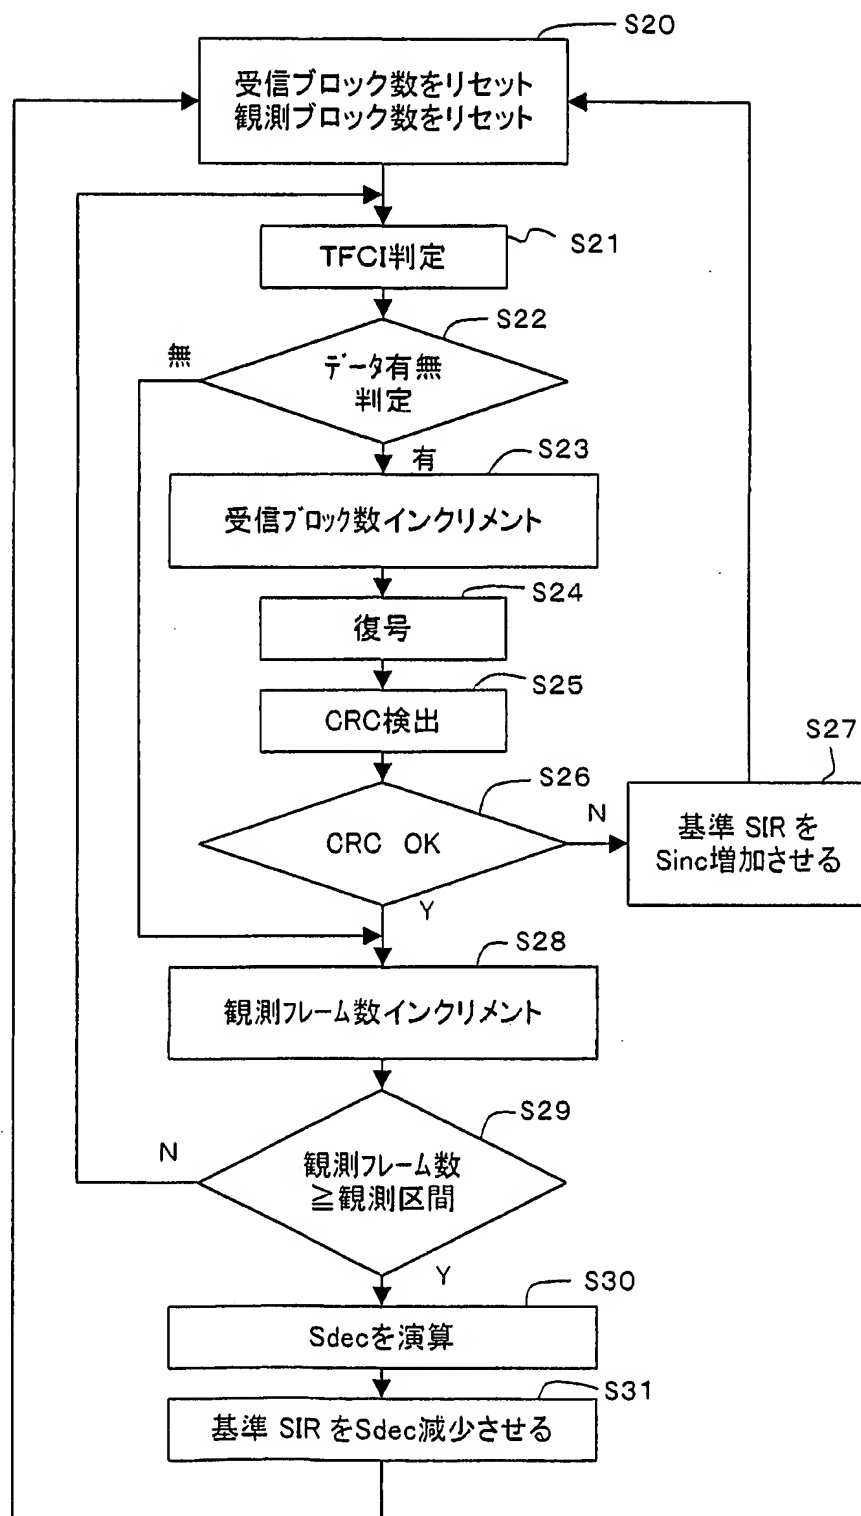 S20
受信ブロック数をリセット
観測ブロック数をリセット
S21
TFCI判定
S22
無
データ有無
判定
有
S23
受信ブロック数インクリメント
S24
復号
S25
CRC検出
S26
CRC OK
N
S27
基準 SIR を
Sinc増加させる
Y
S28
観測フレーム数インクリメント
S29
N
観測フレーム数
≧観測区間
Y
S30
Sdecを演算
S31
基準 SIR をSdec減少させる